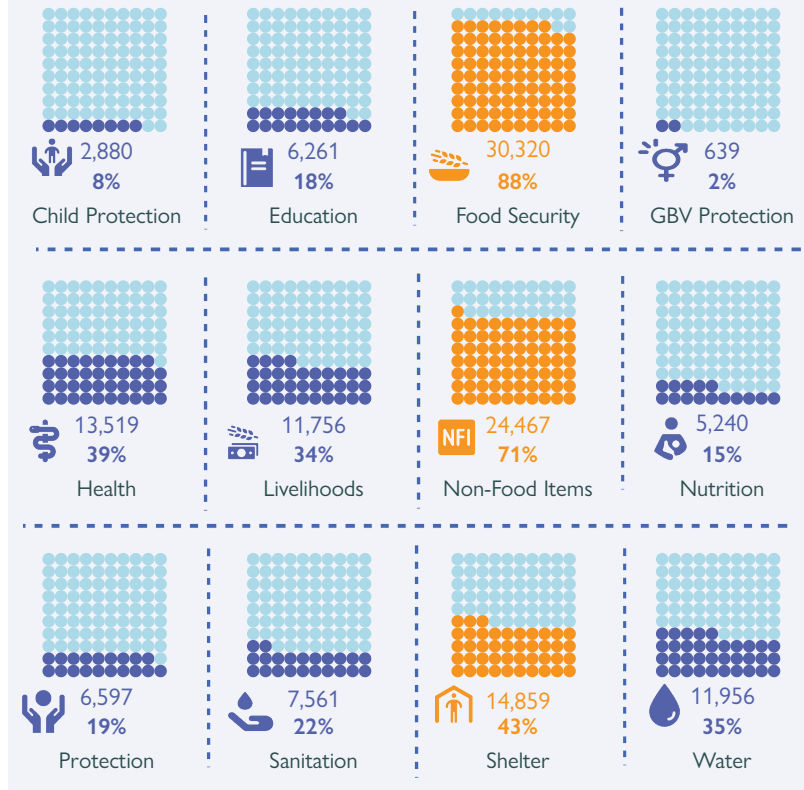 2,880
8%
Child Protection
6,261
18%
Education
30,320
88%
Food Security
639
2%
GBV Protection
13,519
39%
Health
11,756
34%
Livelihoods
NFI
24,467
71%
Non-Food Items
5,240
15%
Nutrition
6,597
19%
Protection
7,561
22%
Sanitation
14,859
43%
Shelter
11,956
35%
Water